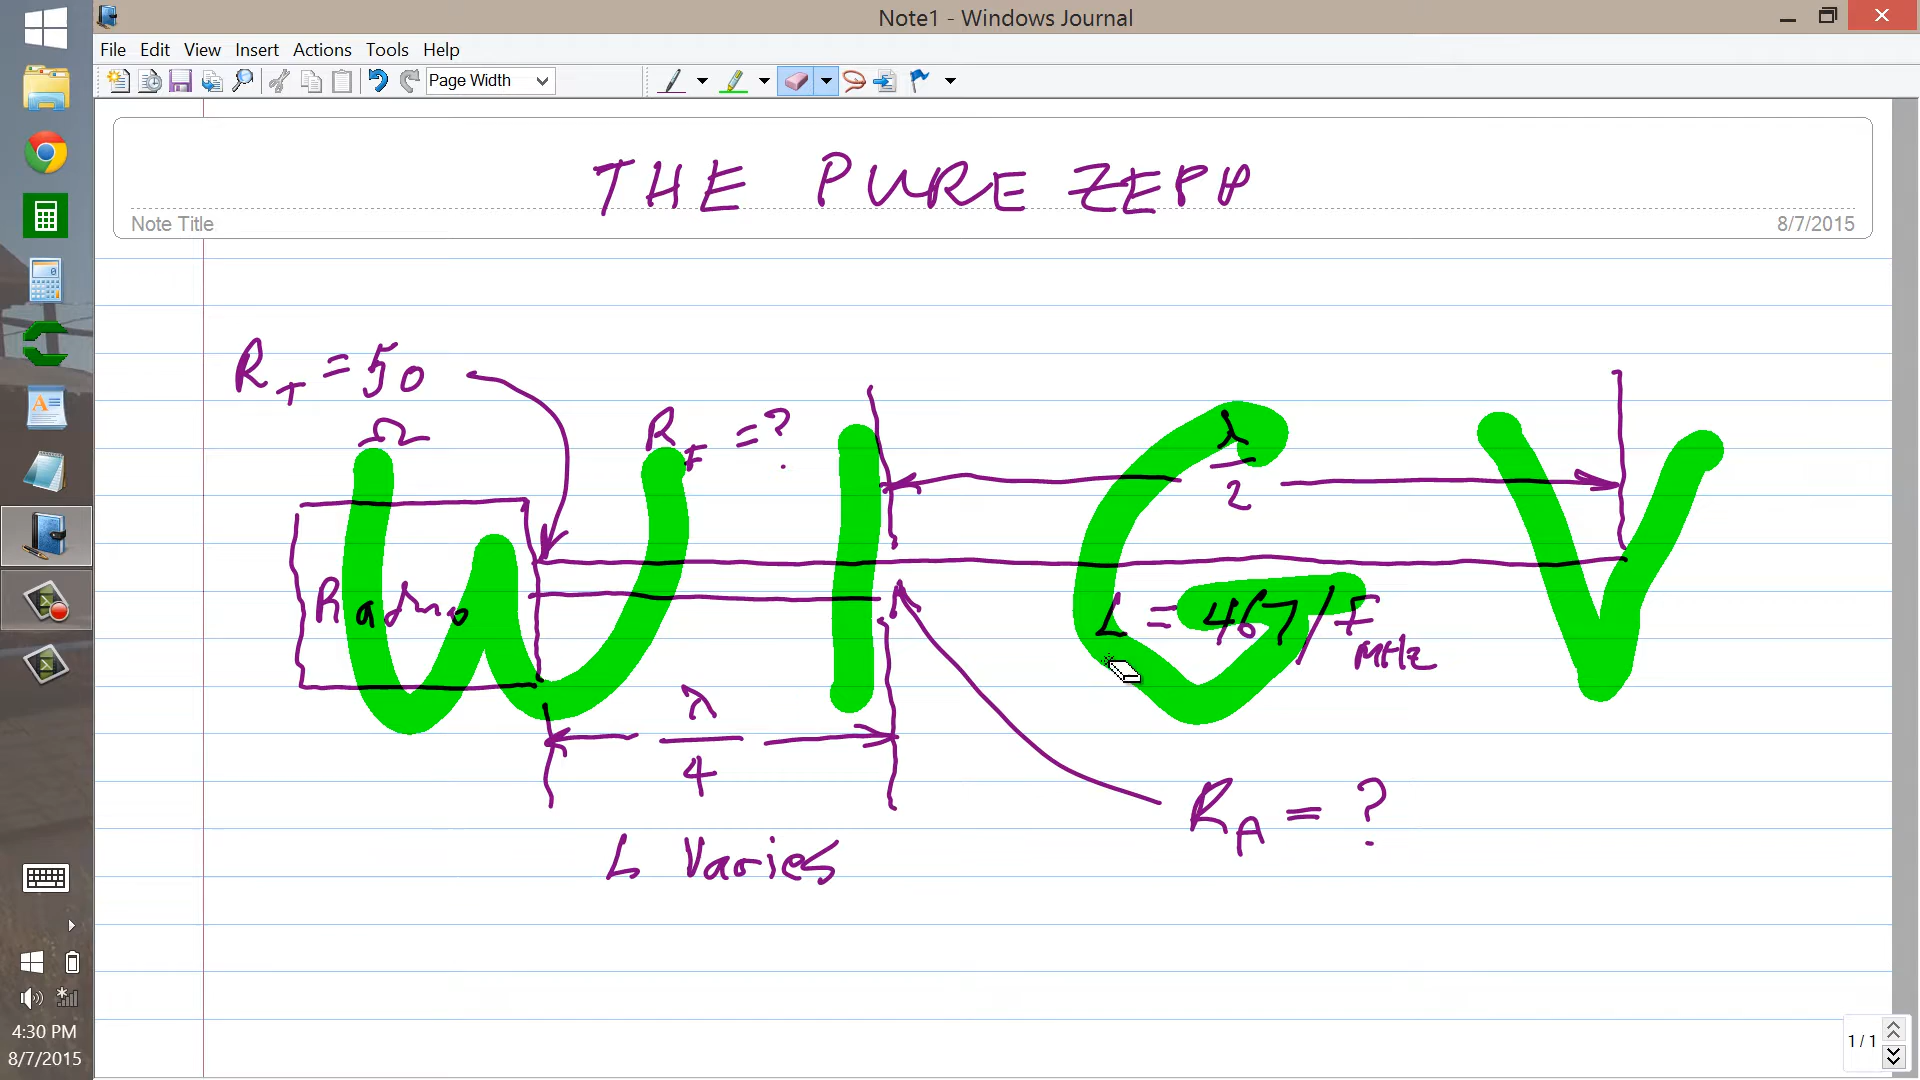 Note1 - Windows Journal
File Edit View Insert Actions Tools Help
Page Width
THE PURE ZEPP
Note Title
8/7/2015
R_T = 50
Ω
R_F = ?
λ/2
W1GV
Radio
L = 467/F MHz
λ/4
R_A = ?
L Varies
1 / 1
4:30 PM
8/7/2015